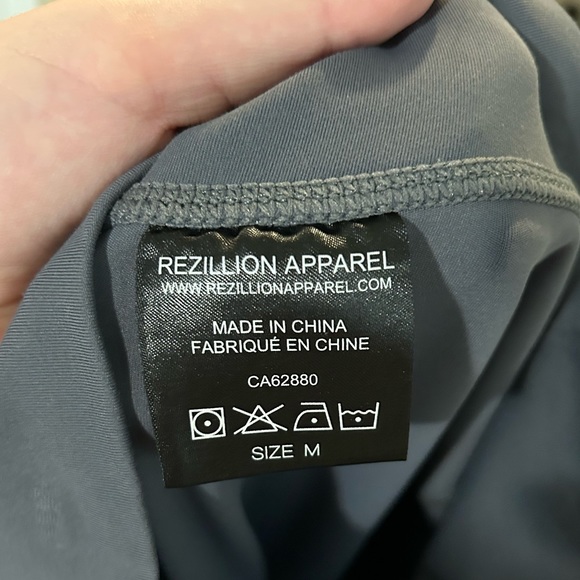 REZILLION APPAREL
WWW.REZILLIONAPPAREL.COM
MADE IN CHINA
FABRIQUÉ EN CHINE
CA62880
SIZE M